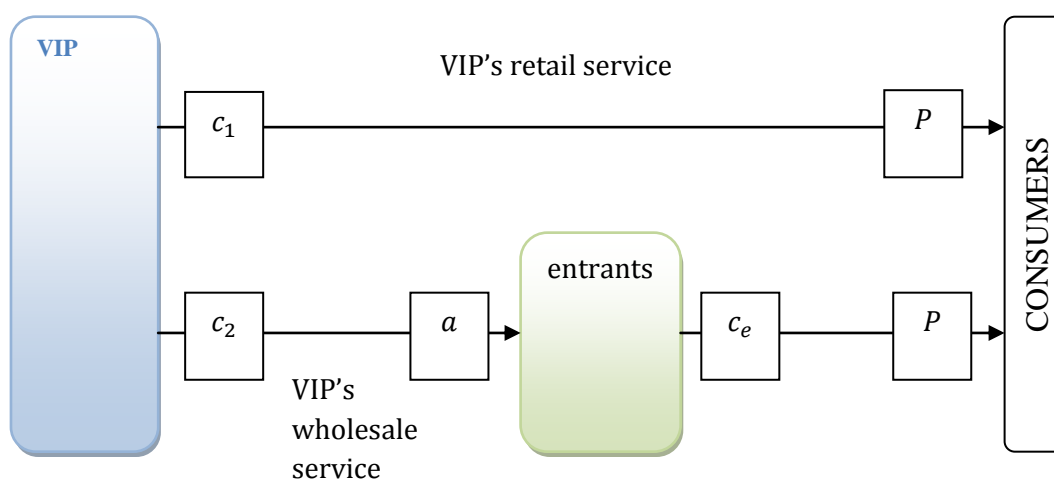 VIP
VIP’s retail service
c₁
P
CONSUMERS
entrants
c₂
a
cₑ
P
VIP’s
wholesale
service